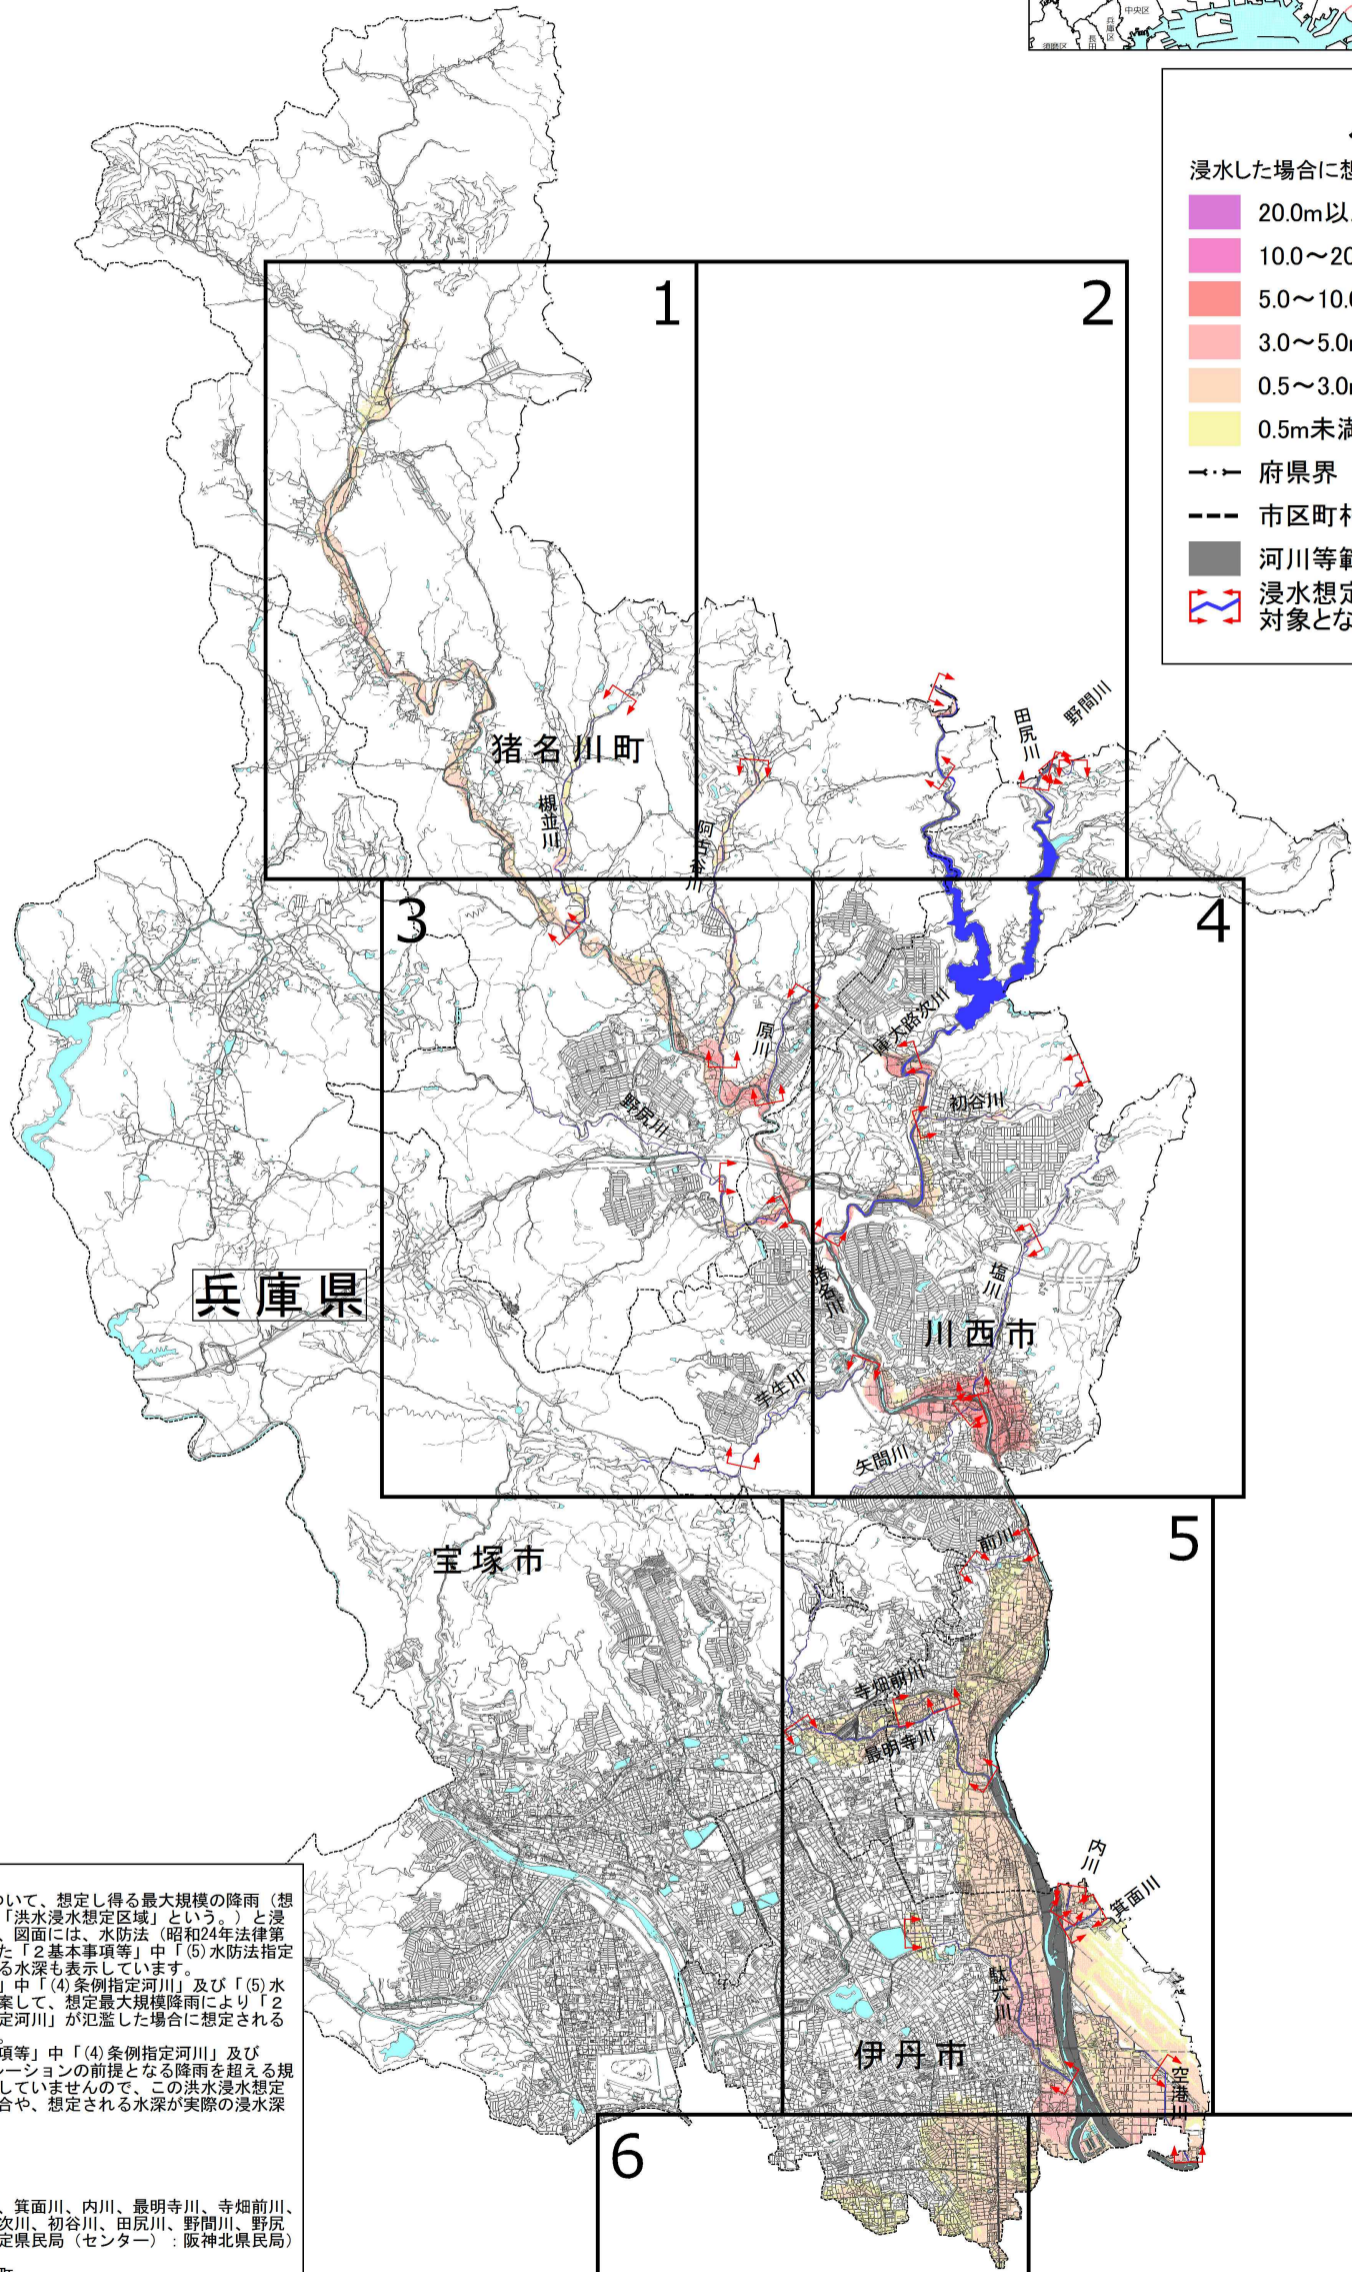 中央区
兵庫区
須磨区
長田
浸水した場合に想
20.0m以
10.0～20
5.0～10.0
3.0～5.0m
0.5～3.0m
0.5m未満
府県界
市区町村
河川等範
浸水想定
対象とな
1
2
田尻川
野間川
猪名川町
槻並川
阿古谷川
3
4
一庫大路次川
原川
初谷川
野尻川
兵庫県
猪名川
塩川
川西市
芋生川
矢問川
5
前川
宝塚市
寺畑前川
最明寺川
内川
箕面川
駄六川
伊丹市
空港川
6
ついて、想定し得る最大規模の降雨（想
「洪水浸水想定区域」という。）と浸
、図面には、水防法（昭和24年法律第
た「２基本事項等」中「(5)水防法指定
る水深も表示しています。
」中「(4)条例指定河川」及び「(5)水
案して、想定最大規模降雨により「２
定河川」が氾濫した場合に想定される
。
項等」中「(4)条例指定河川」及び
レーションの前提となる降雨を超える規
していませんので、この洪水浸水想定
合や、想定される水深が実際の浸水深
、箕面川、内川、最明寺川、寺畑前川、
次川、初谷川、田尻川、野間川、野尻
定県民局（センター）：阪神北県民局）